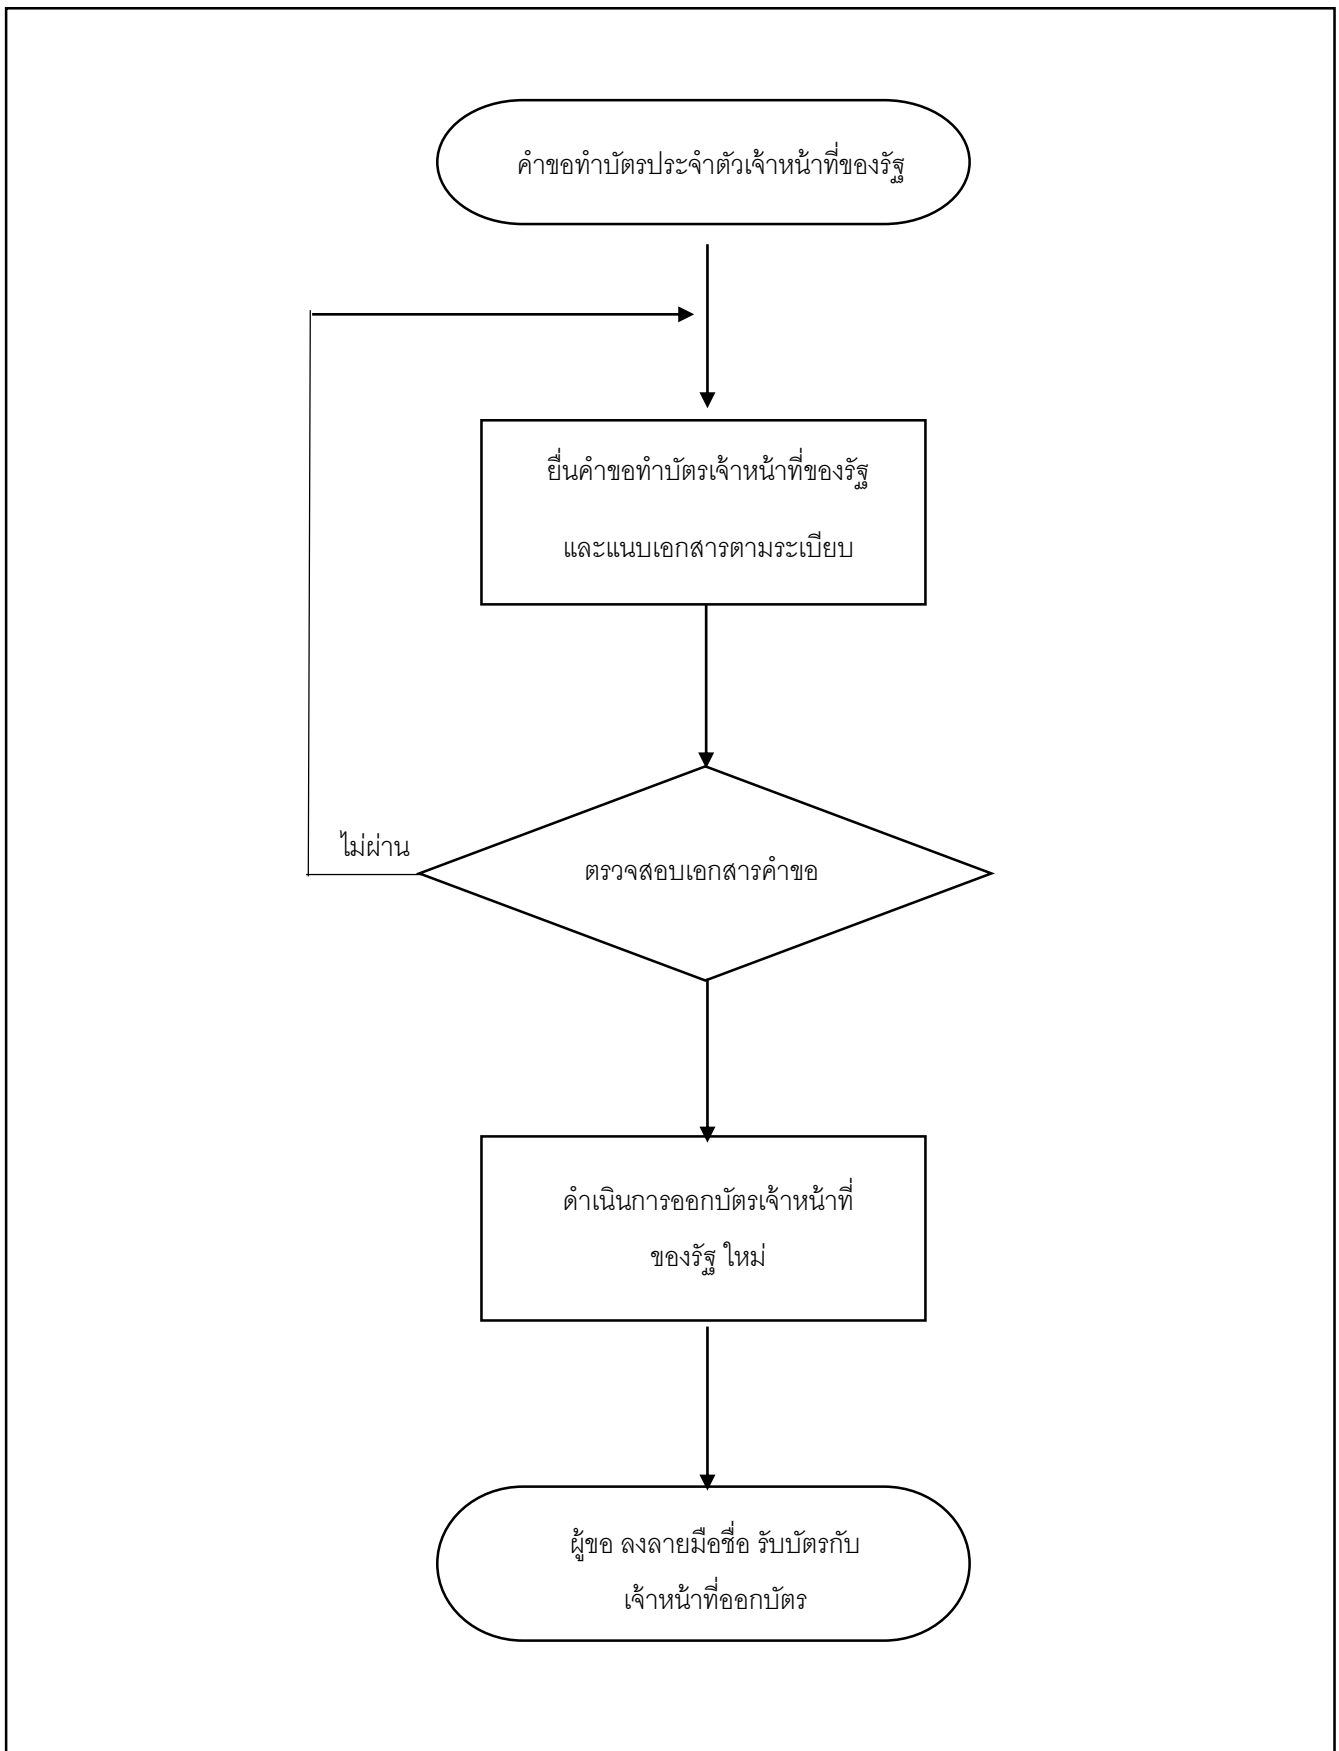 คำขอทำบัตรประจำตัวเจ้าหน้าที่ของรัฐ
ยื่นคำขอทำบัตรเจ้าหน้าที่ของรัฐ
และแนบเอกสารตามระเบียบ
ไม่ผ่าน
ตรวจสอบเอกสารคำขอ
ดำเนินการออกบัตรเจ้าหน้าที่
ของรัฐ ใหม่
ผู้ขอ ลงลายมือชื่อ รับบัตรกับ
เจ้าหน้าที่ออกบัตร